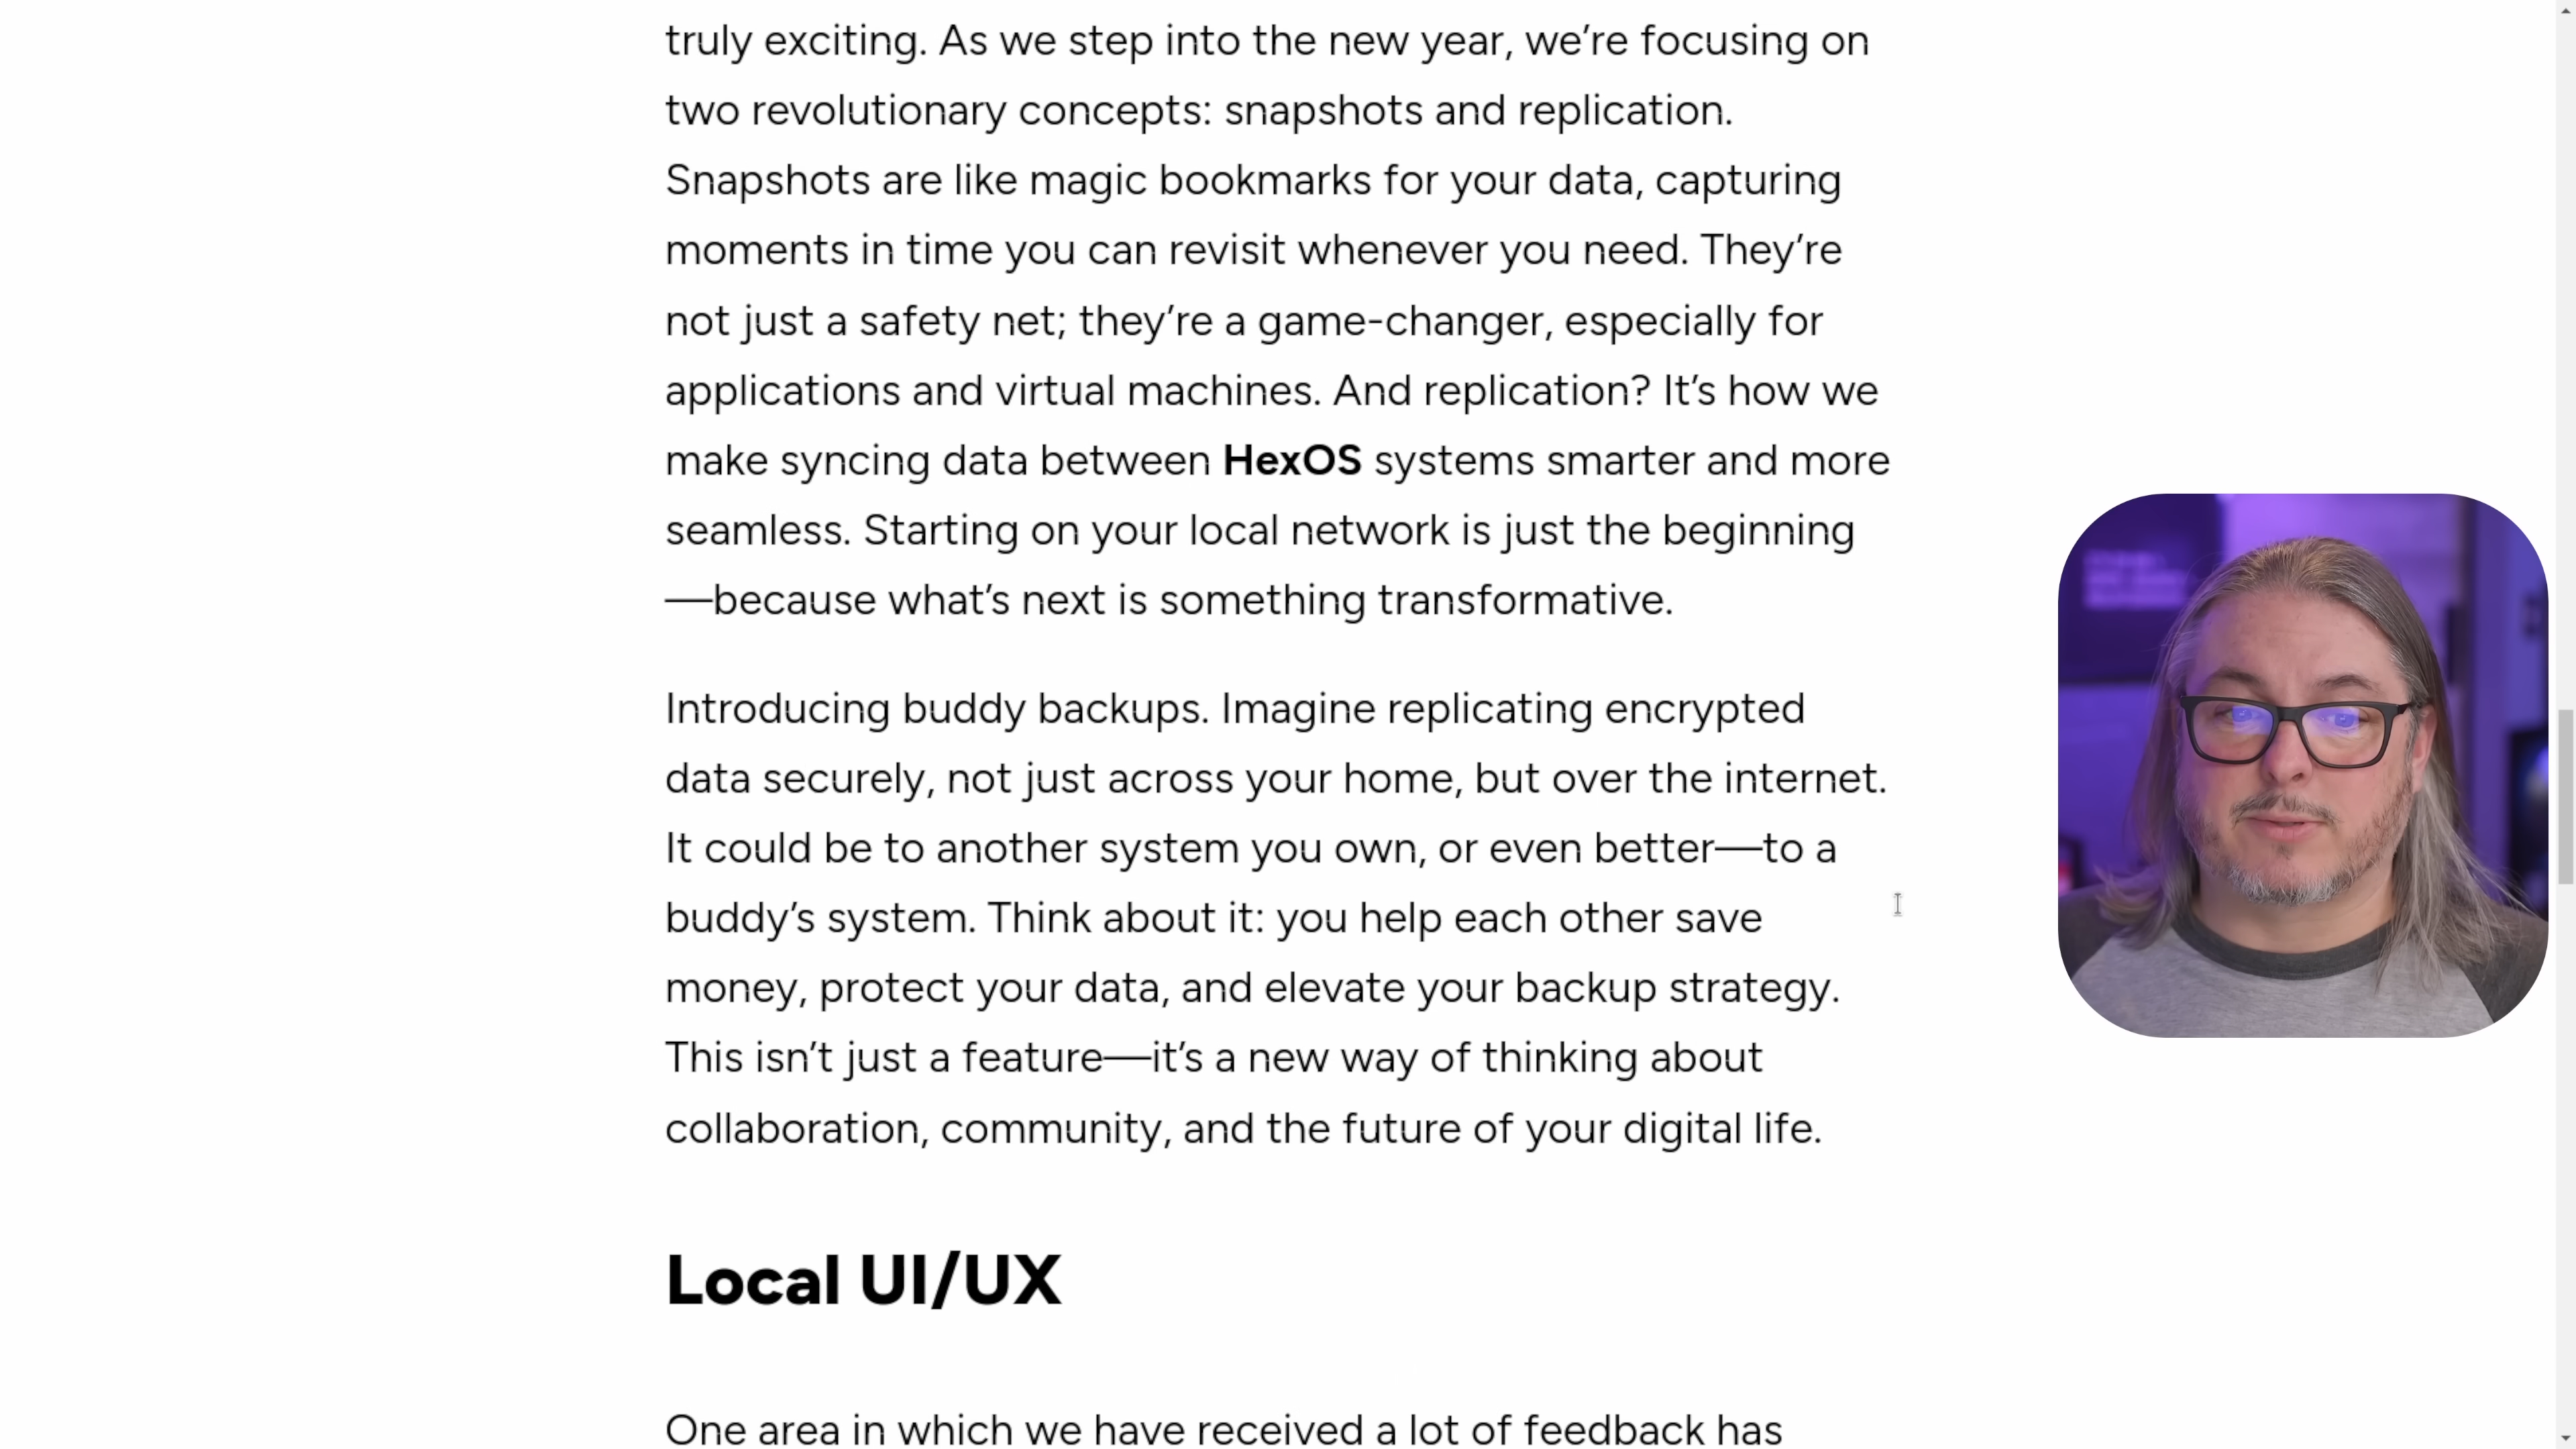 truly exciting. As we step into the new year, we’re focusing on
two revolutionary concepts: snapshots and replication.
Snapshots are like magic bookmarks for your data, capturing
moments in time you can revisit whenever you need. They’re
not just a safety net; they’re a game-changer, especially for
applications and virtual machines. And replication? It’s how we
make syncing data between HexOS systems smarter and more
seamless. Starting on your local network is just the beginning
—because what’s next is something transformative.
Introducing buddy backups. Imagine replicating encrypted
data securely, not just across your home, but over the internet.
It could be to another system you own, or even better—to a
buddy’s system. Think about it: you help each other save
money, protect your data, and elevate your backup strategy.
This isn’t just a feature—it’s a new way of thinking about
collaboration, community, and the future of your digital life.
Local UI/UX
One area in which we have received a lot of feedback has